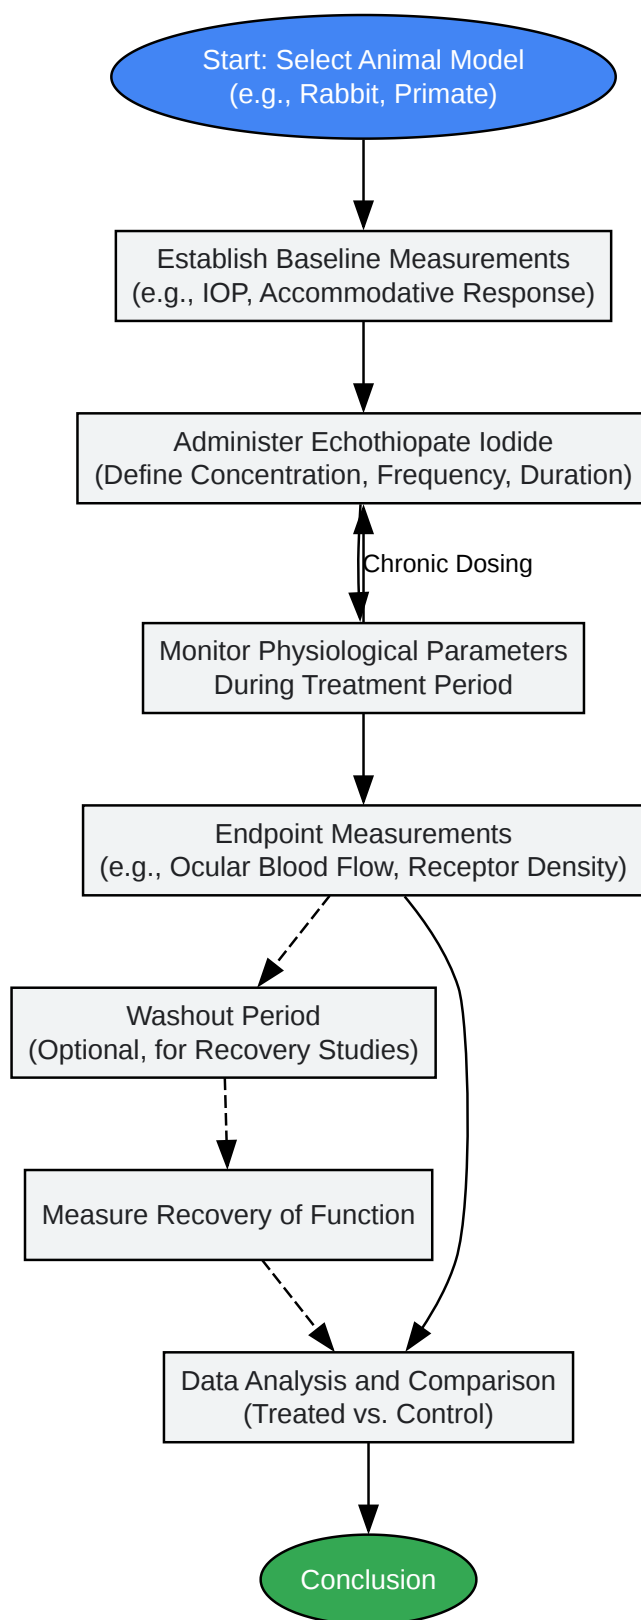 Start: Select Animal Model
(e.g., Rabbit, Primate)
Establish Baseline Measurements
(e.g., IOP, Accommodative Response)
Administer Echothiopate Iodide
(Define Concentration, Frequency, Duration)
Chronic Dosing
Monitor Physiological Parameters
During Treatment Period
Endpoint Measurements
(e.g., Ocular Blood Flow, Receptor Density)
Washout Period
(Optional, for Recovery Studies)
Measure Recovery of Function
Data Analysis and Comparison
(Treated vs. Control)
Conclusion